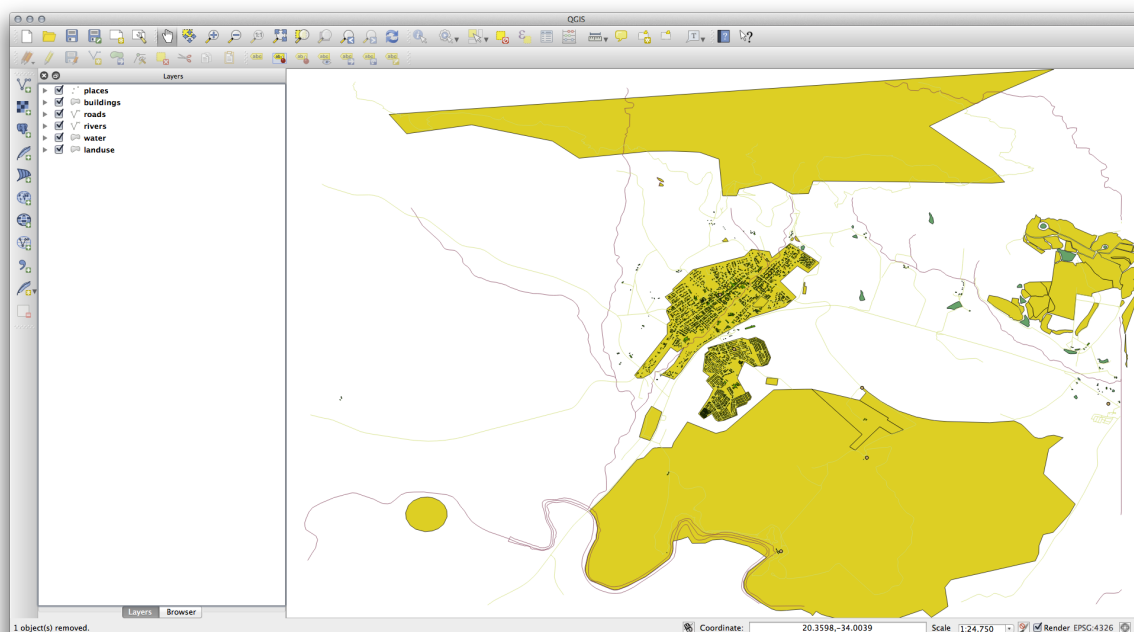 QGIS
Layers
places
buildings
roads
rivers
water
landuse
Layers Browser
1 object(s) removed.
Coordinate: 20.3598,-34.0039 Scale 1:24,750 Render EPSG:4326